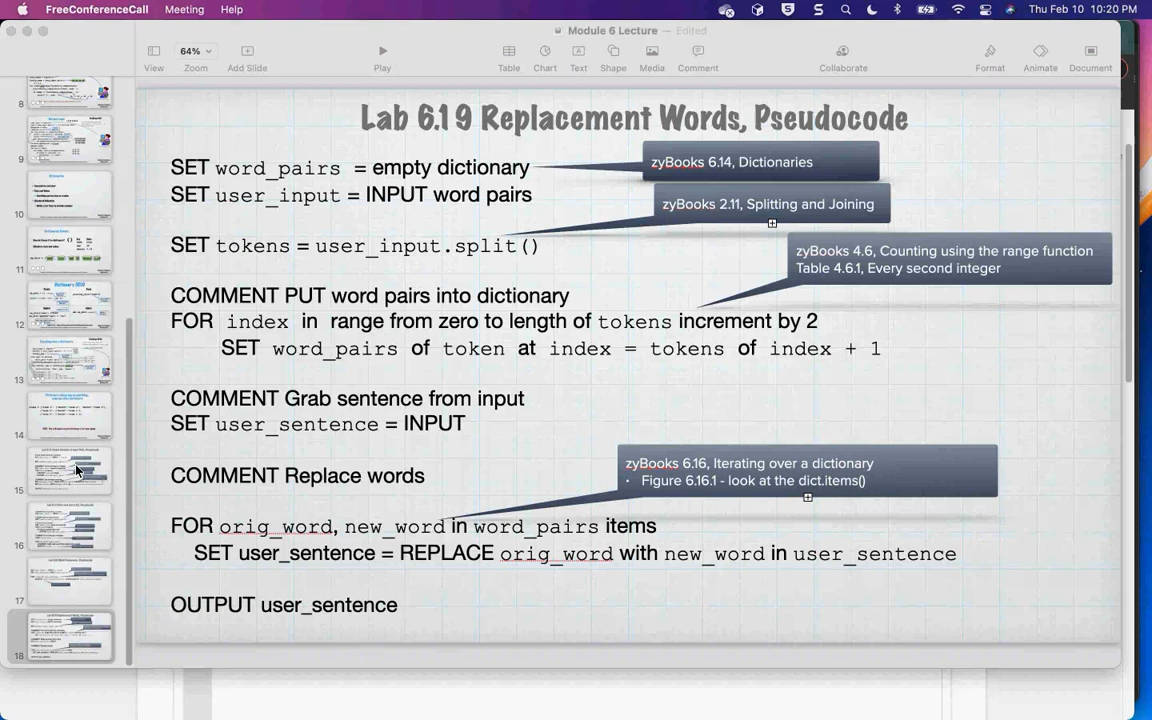 FreeConferenceCall Meeting Help Thu Feb 10 10:20 PM
Module 6 Lecture — Edited
64%
View Zoom Add Slide Play Table Chart Text Shape Media Comment Collaborate Format Animate Document
8
9
10
11
12
13
14
15
16
17
18
Lab 6.19 Replacement Words, Pseudocode
SET word_pairs = empty dictionary
zyBooks 6.14, Dictionaries
SET user_input = INPUT word pairs
zyBooks 2.11, Splitting and Joining
SET tokens = user_input.split()
zyBooks 4.6, Counting using the range function
Table 4.6.1, Every second integer
COMMENT PUT word pairs into dictionary
FOR index in range from zero to length of tokens increment by 2
SET word_pairs of token at index = tokens of index + 1
COMMENT Grab sentence from input
SET user_sentence = INPUT
COMMENT Replace words
zyBooks 6.16, Iterating over a dictionary
• Figure 6.16.1 - look at the dict.items()
FOR orig_word, new_word in word_pairs items
SET user_sentence = REPLACE orig_word with new_word in user_sentence
OUTPUT user_sentence